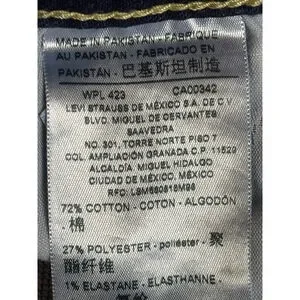 MADE IN PAKISTAN - FABRIQUE
AU PAKISTAN - FABRICADO EN
PAKISTÁN - 巴基斯坦制造
WPL 423 CA00342
LEVI STRAUSS DE MÉXICO S.A. DE C.V
BLVD. MIGUEL DE CERVANTES
SAAVEDRA
NO. 301, TORRE NORTE PISO 7
COL. AMPLIACIÓN GRANADA C.P. 11529
ALCALDÍA MIGUEL HIDALGO
CIUDAD DE MÉXICO, MÉXICO
72% COTTON - COTON - ALGODÓN
- 棉
27% POLYESTER - poliéster - 聚
酯纤维
1% ELASTANE - ELASTHANNE -